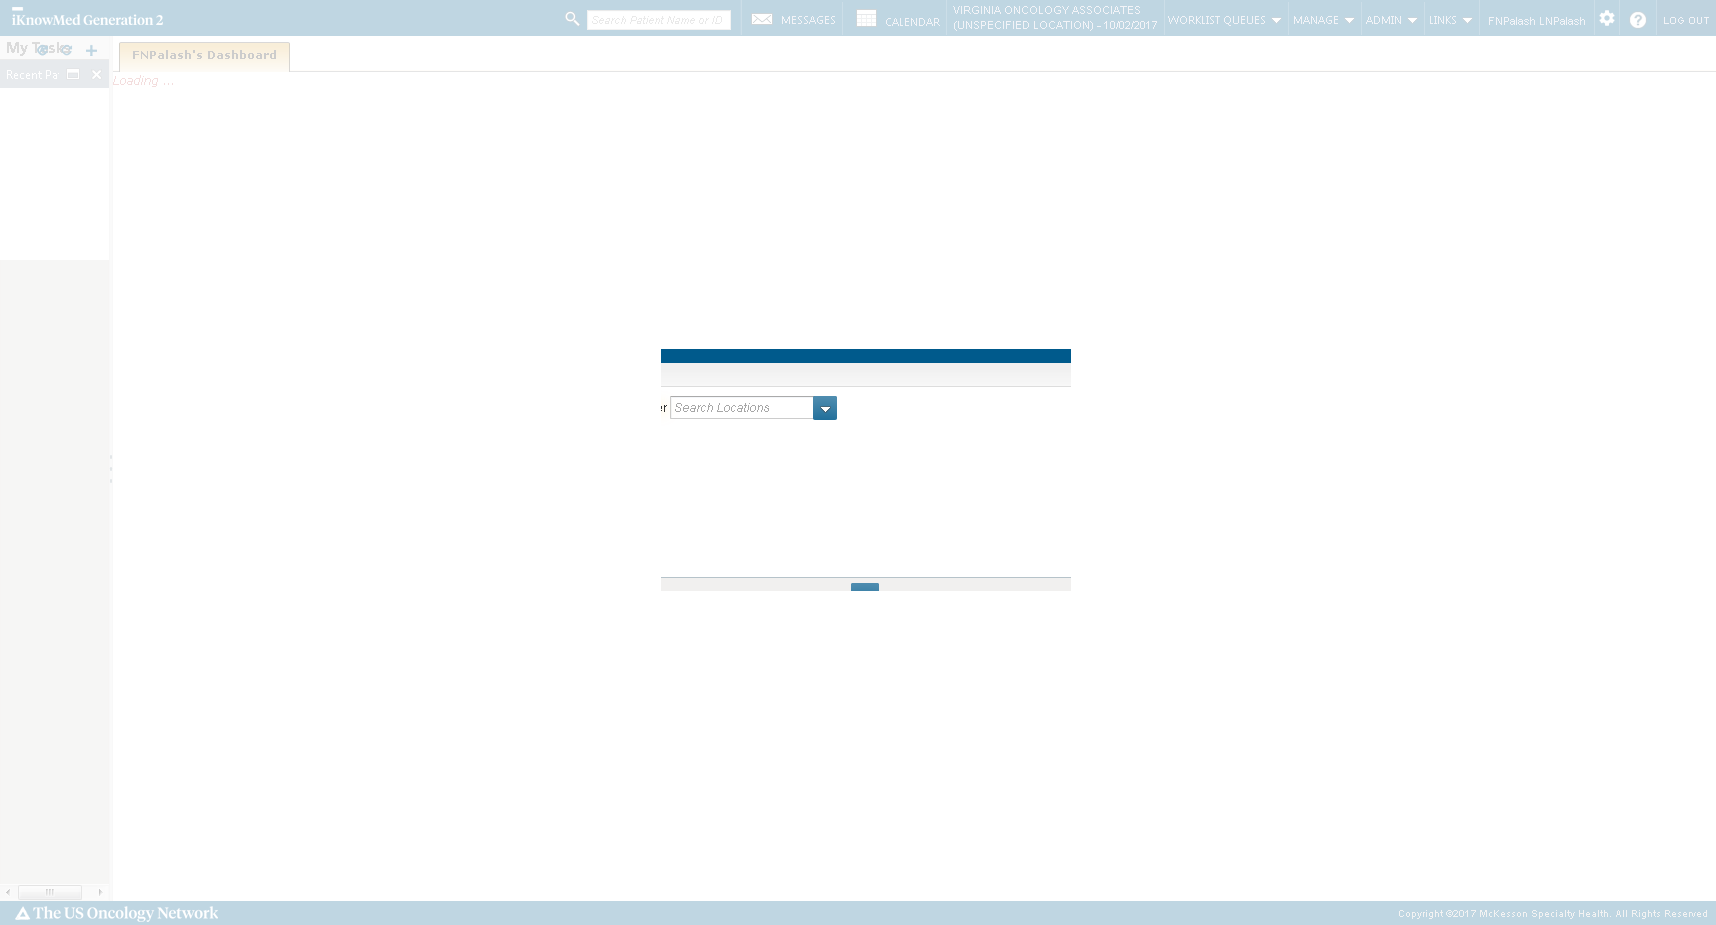 iKnowMed Generation 2
Search Patient Name or ID
MESSAGES
CALENDAR
VIRGINIA ONCOLOGY ASSOCIATES
(UNSPECIFIED LOCATION) - 10/02/2017
WORKLIST QUEUES
MANAGE
ADMIN
LINKS
FNPalash LNPalash
LOG OUT
My Tasks
FNPalash's Dashboard
Recent Pa
Loading ...
er Search Locations
The US Oncology Network
Copyright ©2017 McKesson Specialty Health. All Rights Reserved